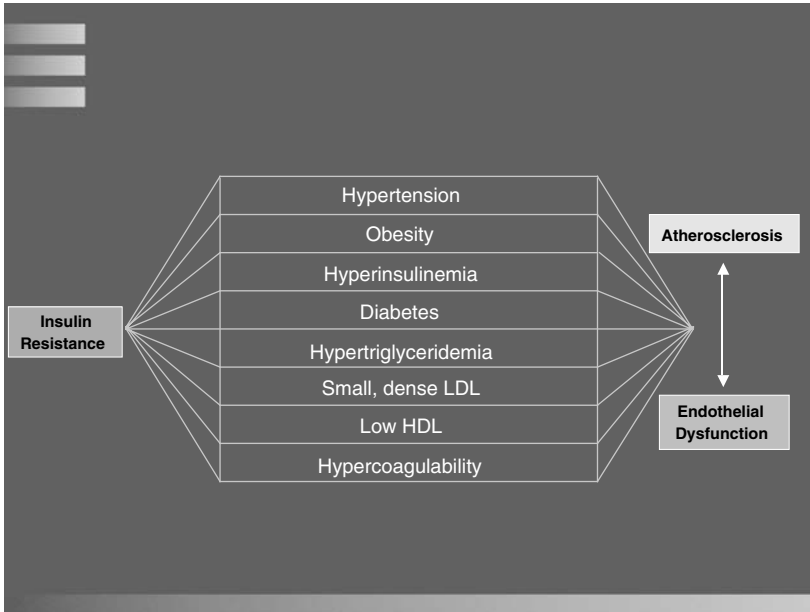 Hypertension
Obesity
Hyperinsulinemia
Diabetes
Hypertriglyceridemia
Small, dense LDL
Low HDL
Hypercoagulability
Insulin
Resistance
Atherosclerosis
Endothelial
Dysfunction